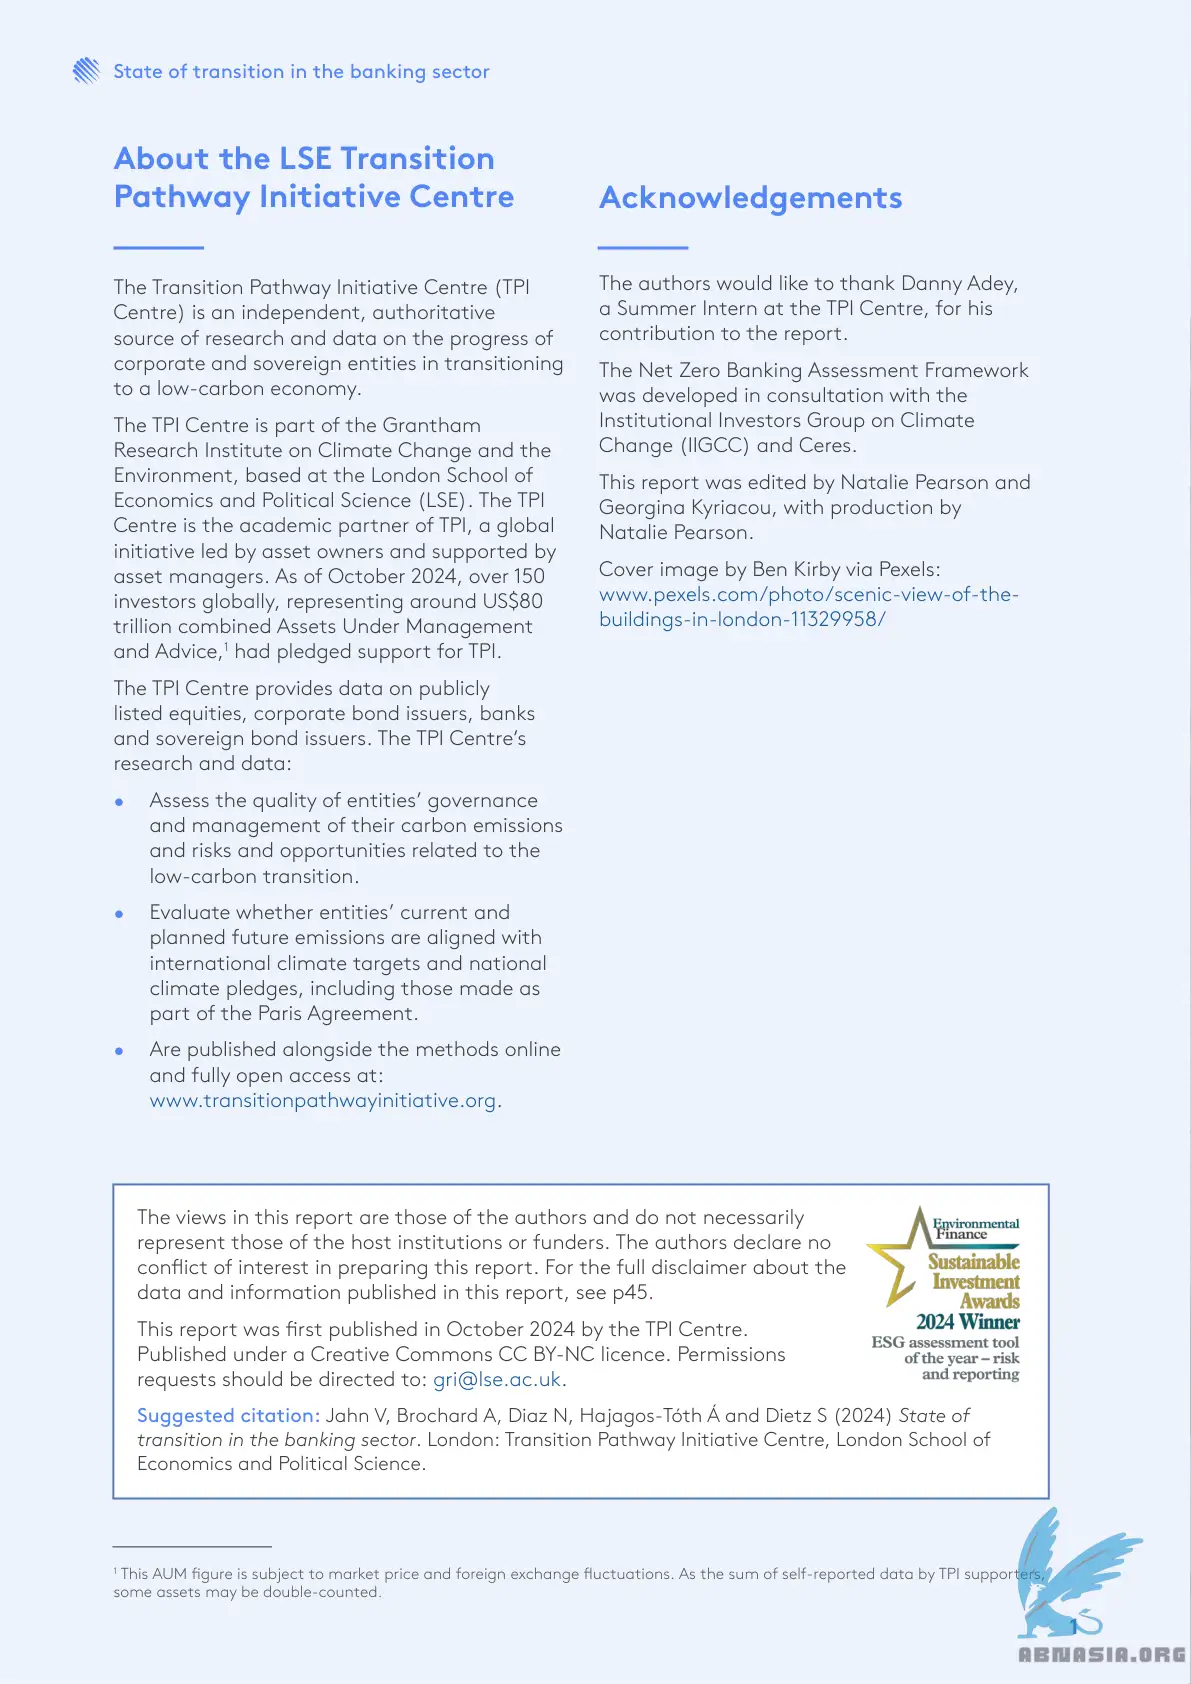 State of transition in the banking sector
About the LSE Transition
Pathway Initiative Centre
The Transition Pathway Initiative Centre (TPI
Centre) is an independent, authoritative
source of research and data on the progress of
corporate and sovereign entities in transitioning
to a low-carbon economy.
The TPI Centre is part of the Grantham
Research Institute on Climate Change and the
Environment, based at the London School of
Economics and Political Science (LSE). The TPI
Centre is the academic partner of TPI, a global
initiative led by asset owners and supported by
asset managers. As of October 2024, over 150
investors globally, representing around US$80
trillion combined Assets Under Management
and Advice,¹ had pledged support for TPI.
The TPI Centre provides data on publicly
listed equities, corporate bond issuers, banks
and sovereign bond issuers. The TPI Centre’s
research and data:
• Assess the quality of entities’ governance
and management of their carbon emissions
and risks and opportunities related to the
low-carbon transition.
• Evaluate whether entities’ current and
planned future emissions are aligned with
international climate targets and national
climate pledges, including those made as
part of the Paris Agreement.
• Are published alongside the methods online
and fully open access at:
www.transitionpathwayinitiative.org.
Acknowledgements
The authors would like to thank Danny Adey,
a Summer Intern at the TPI Centre, for his
contribution to the report.
The Net Zero Banking Assessment Framework
was developed in consultation with the
Institutional Investors Group on Climate
Change (IIGCC) and Ceres.
This report was edited by Natalie Pearson and
Georgina Kyriacou, with production by
Natalie Pearson.
Cover image by Ben Kirby via Pexels:
www.pexels.com/photo/scenic-view-of-the-
buildings-in-london-11329958/
The views in this report are those of the authors and do not necessarily
represent those of the host institutions or funders. The authors declare no
conflict of interest in preparing this report. For the full disclaimer about the
data and information published in this report, see p45.
This report was first published in October 2024 by the TPI Centre.
Published under a Creative Commons CC BY-NC licence. Permissions
requests should be directed to: gri@lse.ac.uk.
Suggested citation: Jahn V, Brochard A, Diaz N, Hajagos-Tóth Á and Dietz S (2024) State of
transition in the banking sector. London: Transition Pathway Initiative Centre, London School of
Economics and Political Science.
Environmental
Finance
Sustainable
Investment
Awards
2024 Winner
ESG assessment tool
of the year – risk
and reporting
¹ This AUM figure is subject to market price and foreign exchange fluctuations. As the sum of self-reported data by TPI supporters,
some assets may be double-counted.
1
ABNASIA.ORG